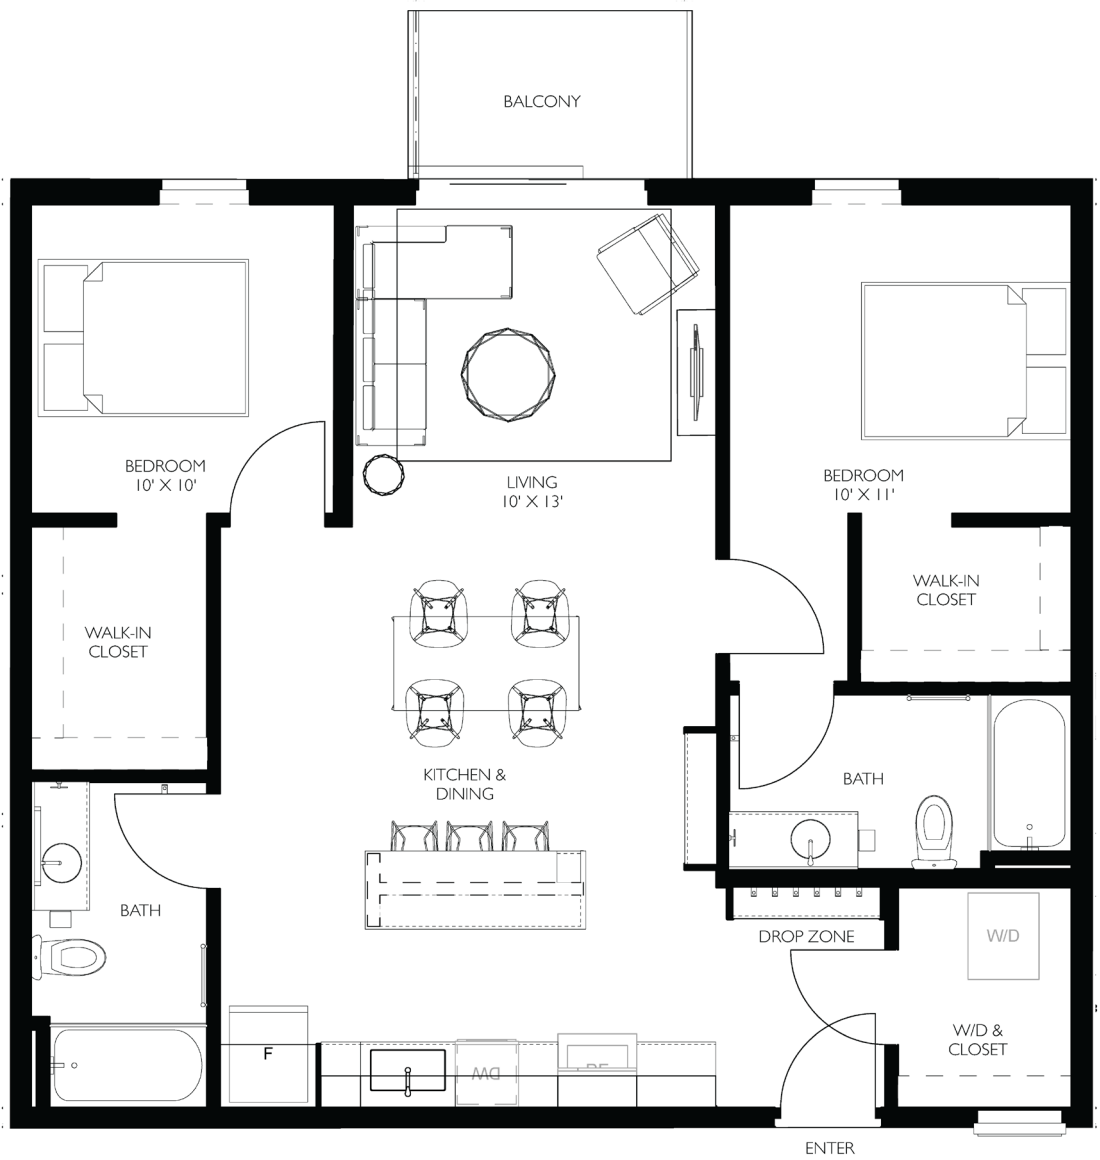 BALCONY
BEDROOM
10' X 10'
LIVING
10' X 13'
BEDROOM
10' X 11'
WALK-IN
CLOSET
WALK-IN
CLOSET
KITCHEN &
DINING
BATH
BATH
DROP ZONE
W/D
W/D &
CLOSET
F
DW
ENTER